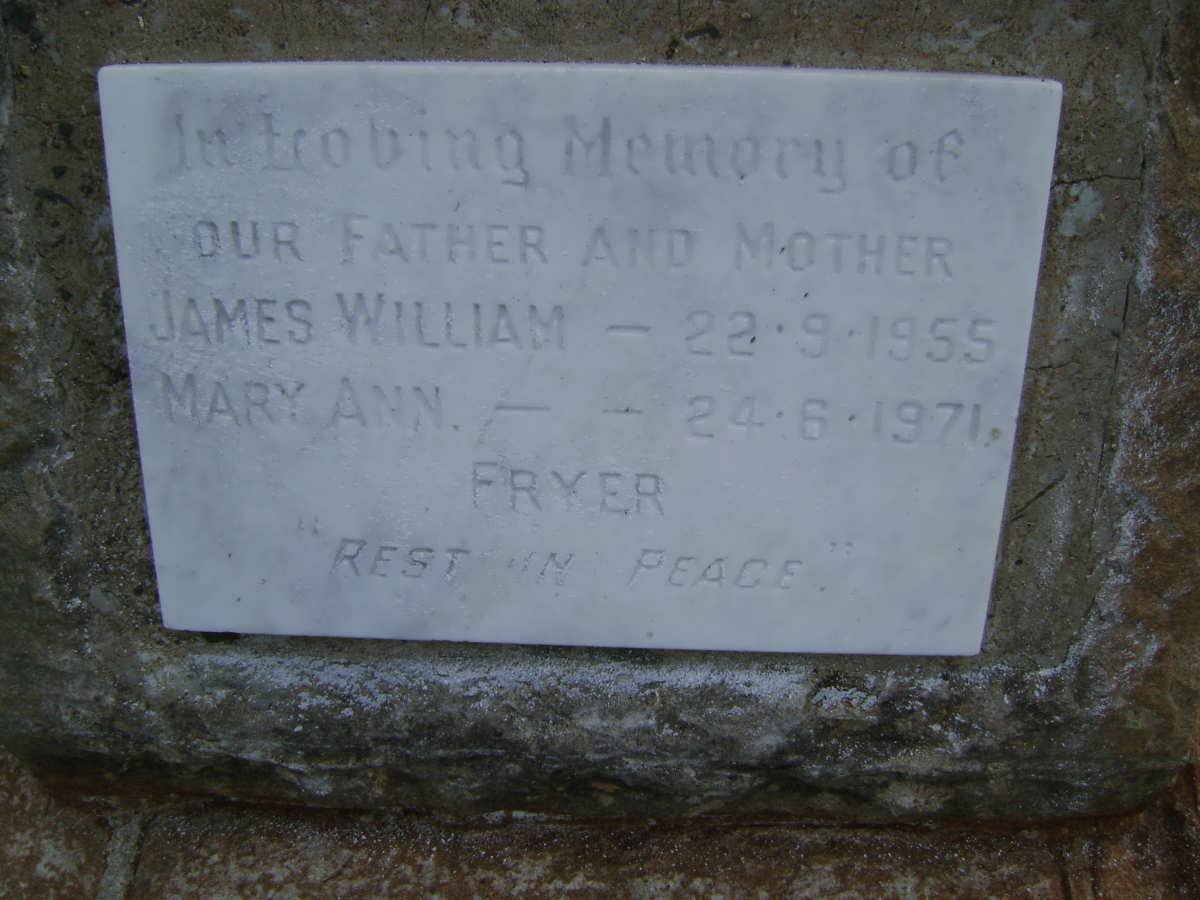 In Loving Memory of
OUR FATHER AND MOTHER
JAMES WILLIAM — 22·9·1955
MARY ANN. — — 24·6·1971.
FRYER
"REST IN PEACE."